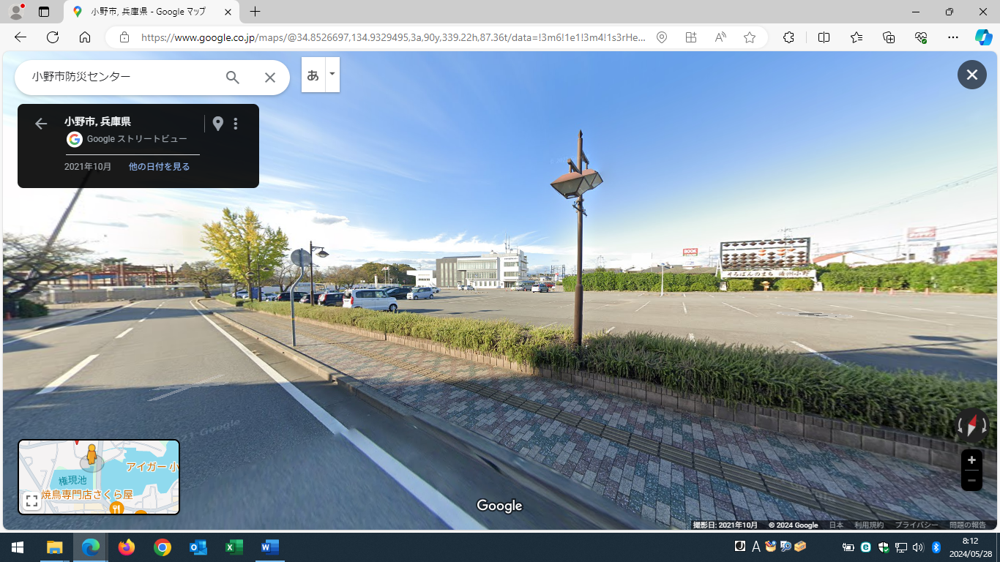 小野市, 兵庫県 - Google マップ
https://www.google.co.jp/maps/@34.8526697,134.9329495,3a,90y,339.22h,87.36t/data=!3m6!1e1!3m4!1s3rHe...
小野市防災センター
あ
小野市, 兵庫県
Google ストリートビュー
2021年10月
他の日付を見る
BOOK
そろばんのまち 播州小野
アイガー 小
権現池
焼鳥専門店さくら屋
Google
撮影日: 2021年10月
© 2024 Google
日本
利用規約
プライバシー
問題の報告
A
8:12
2024/05/28